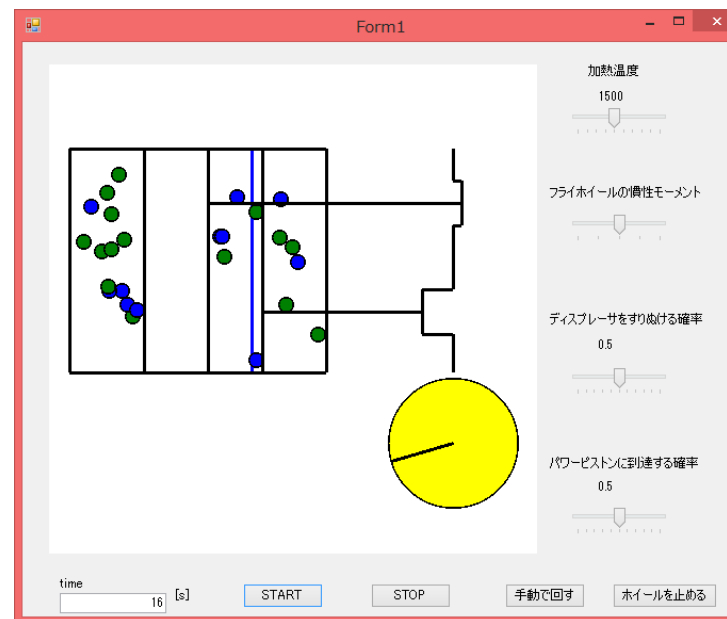 Form1
加熱温度
1500
フライホイールの慣性モーメント
ディスプレーサをすりぬける確率
0.5
パワーピストンに到達する確率
0.5
time
16 [s]
START
STOP
手動で回す
ホイールを止める